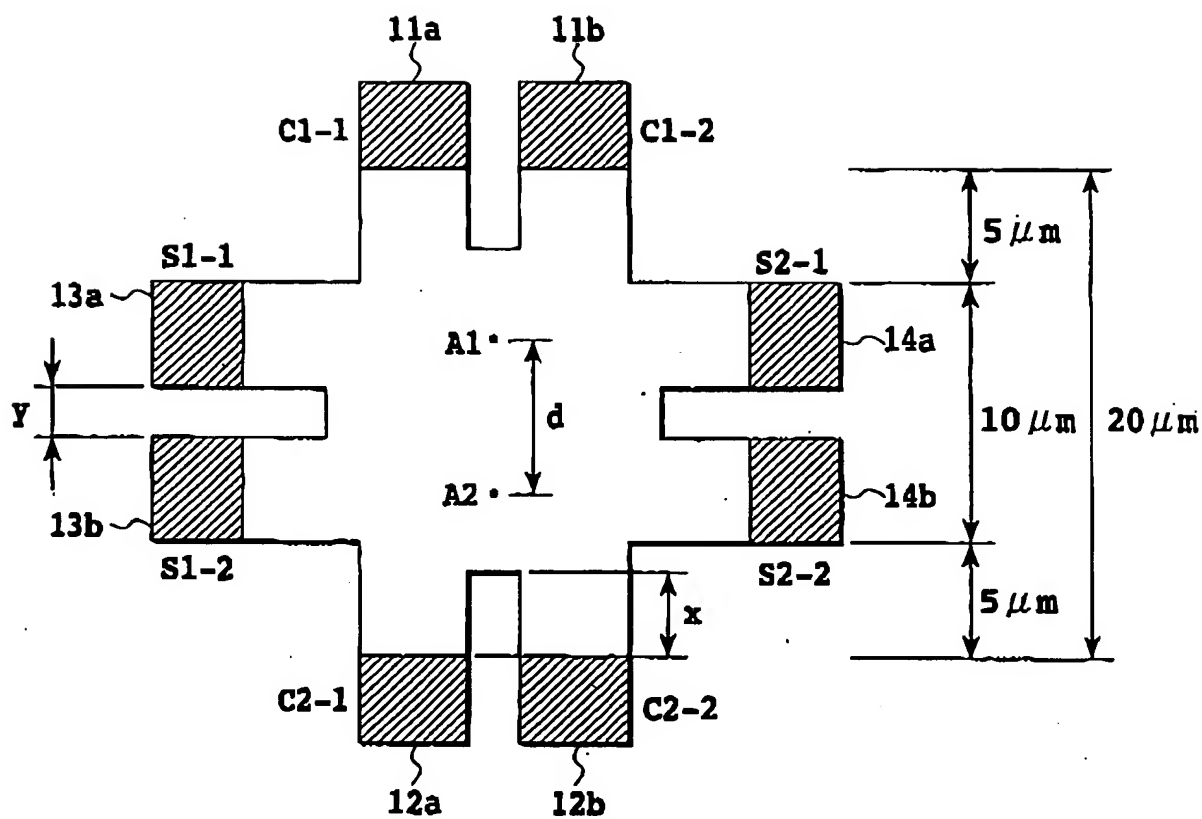 11a 11b
C1-1 C1-2
5 μm
S1-1 S2-1
13a
A1 14a
Y d 10 μm 20 μm
A2 14b
13b
S1-2 S2-2
x 5 μm
C2-1 C2-2
12a 12b